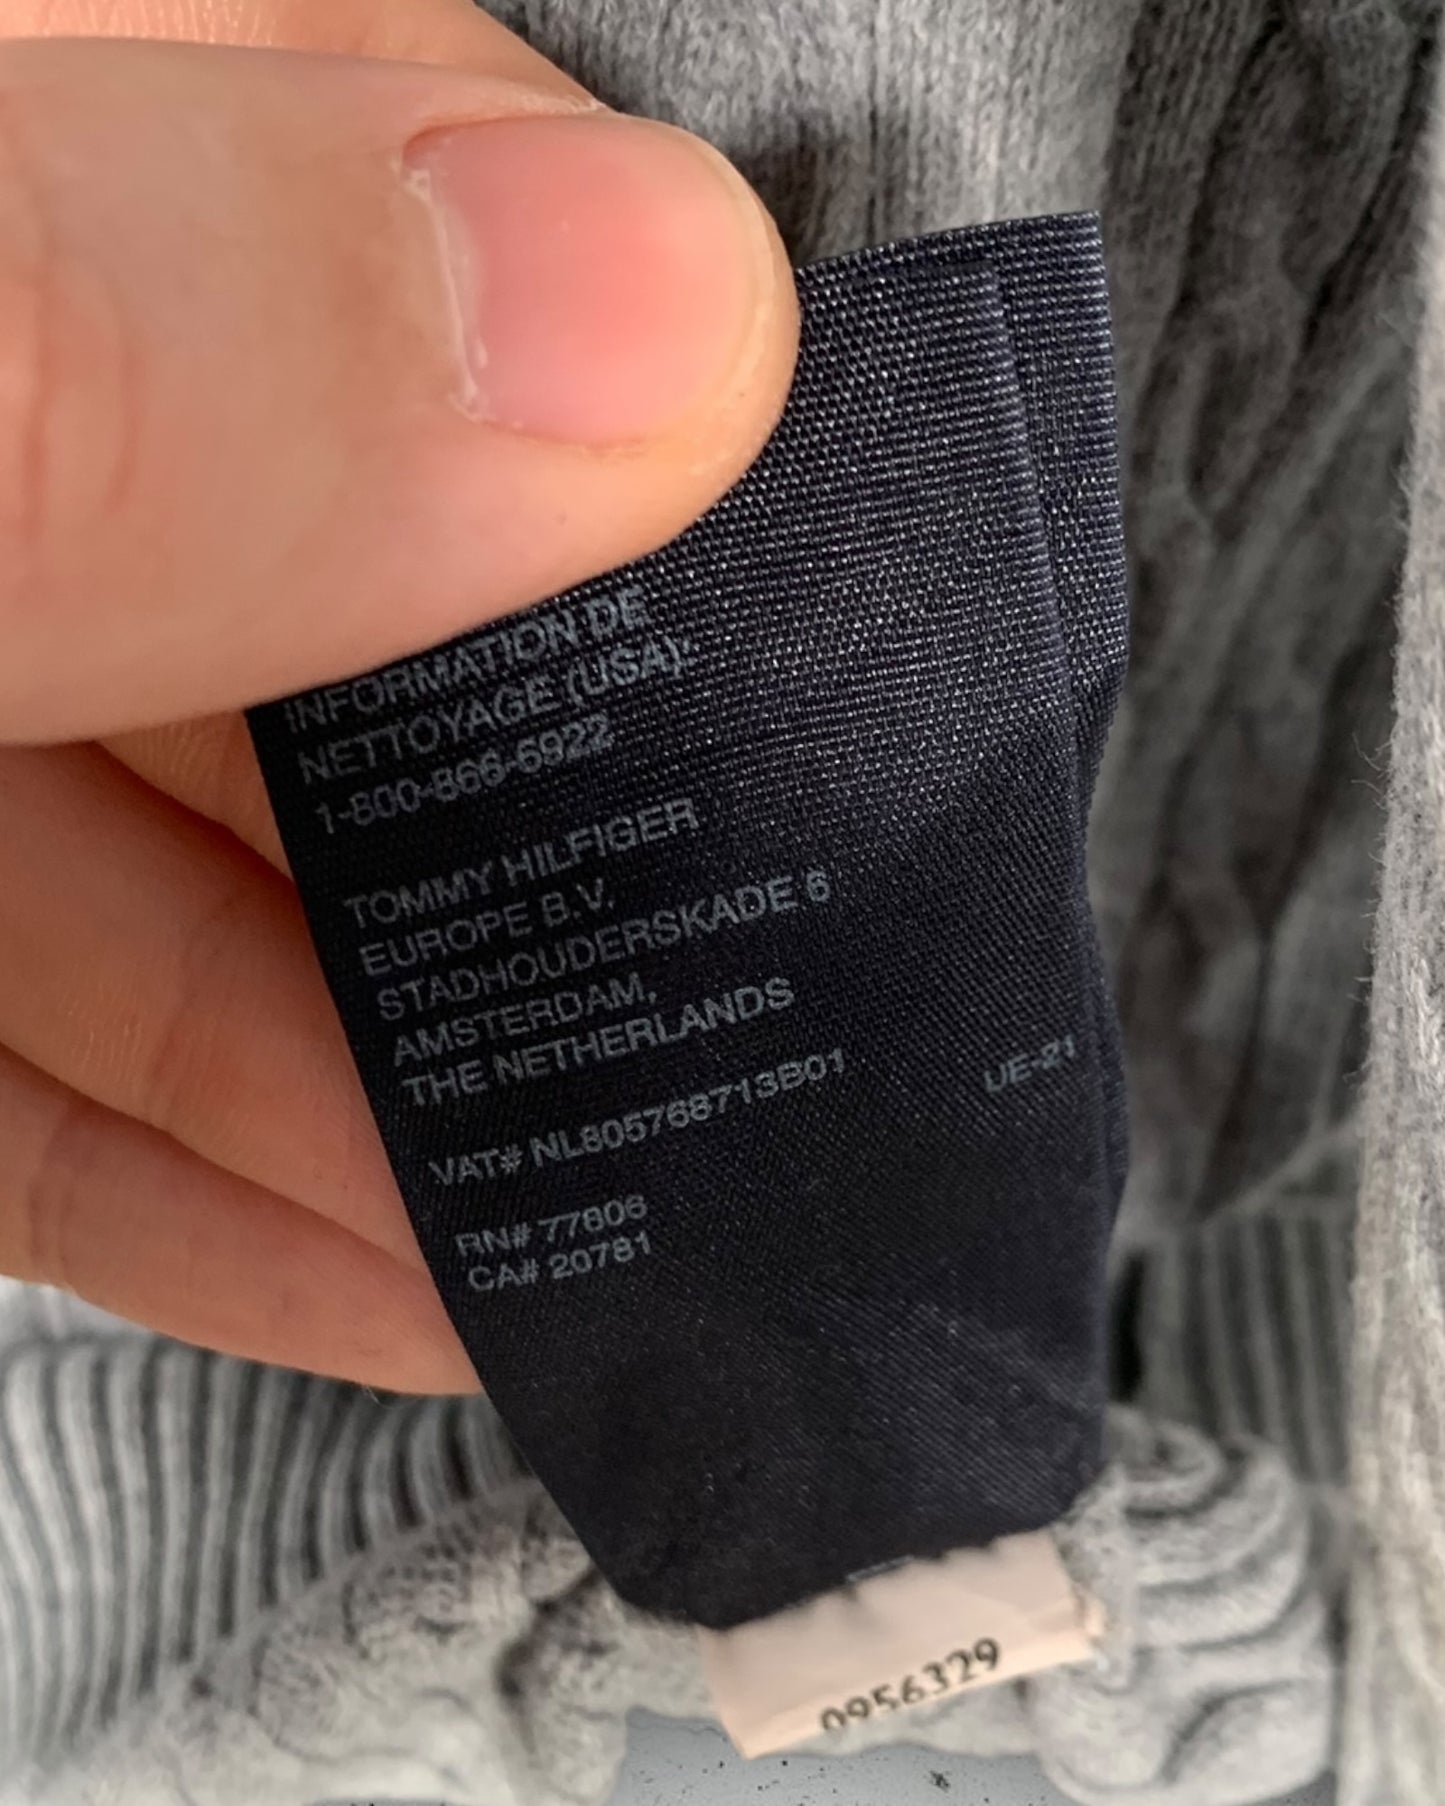 INFORMATION DE
NETTOYAGE (USA):
1-800-866-6922
TOMMY HILFIGER
EUROPE B.V.
STADHOUDERSKADE 6
AMSTERDAM,
THE NETHERLANDS
VAT# NL805768713B01
UE-21
RN# 77806
CA# 20781
0956329